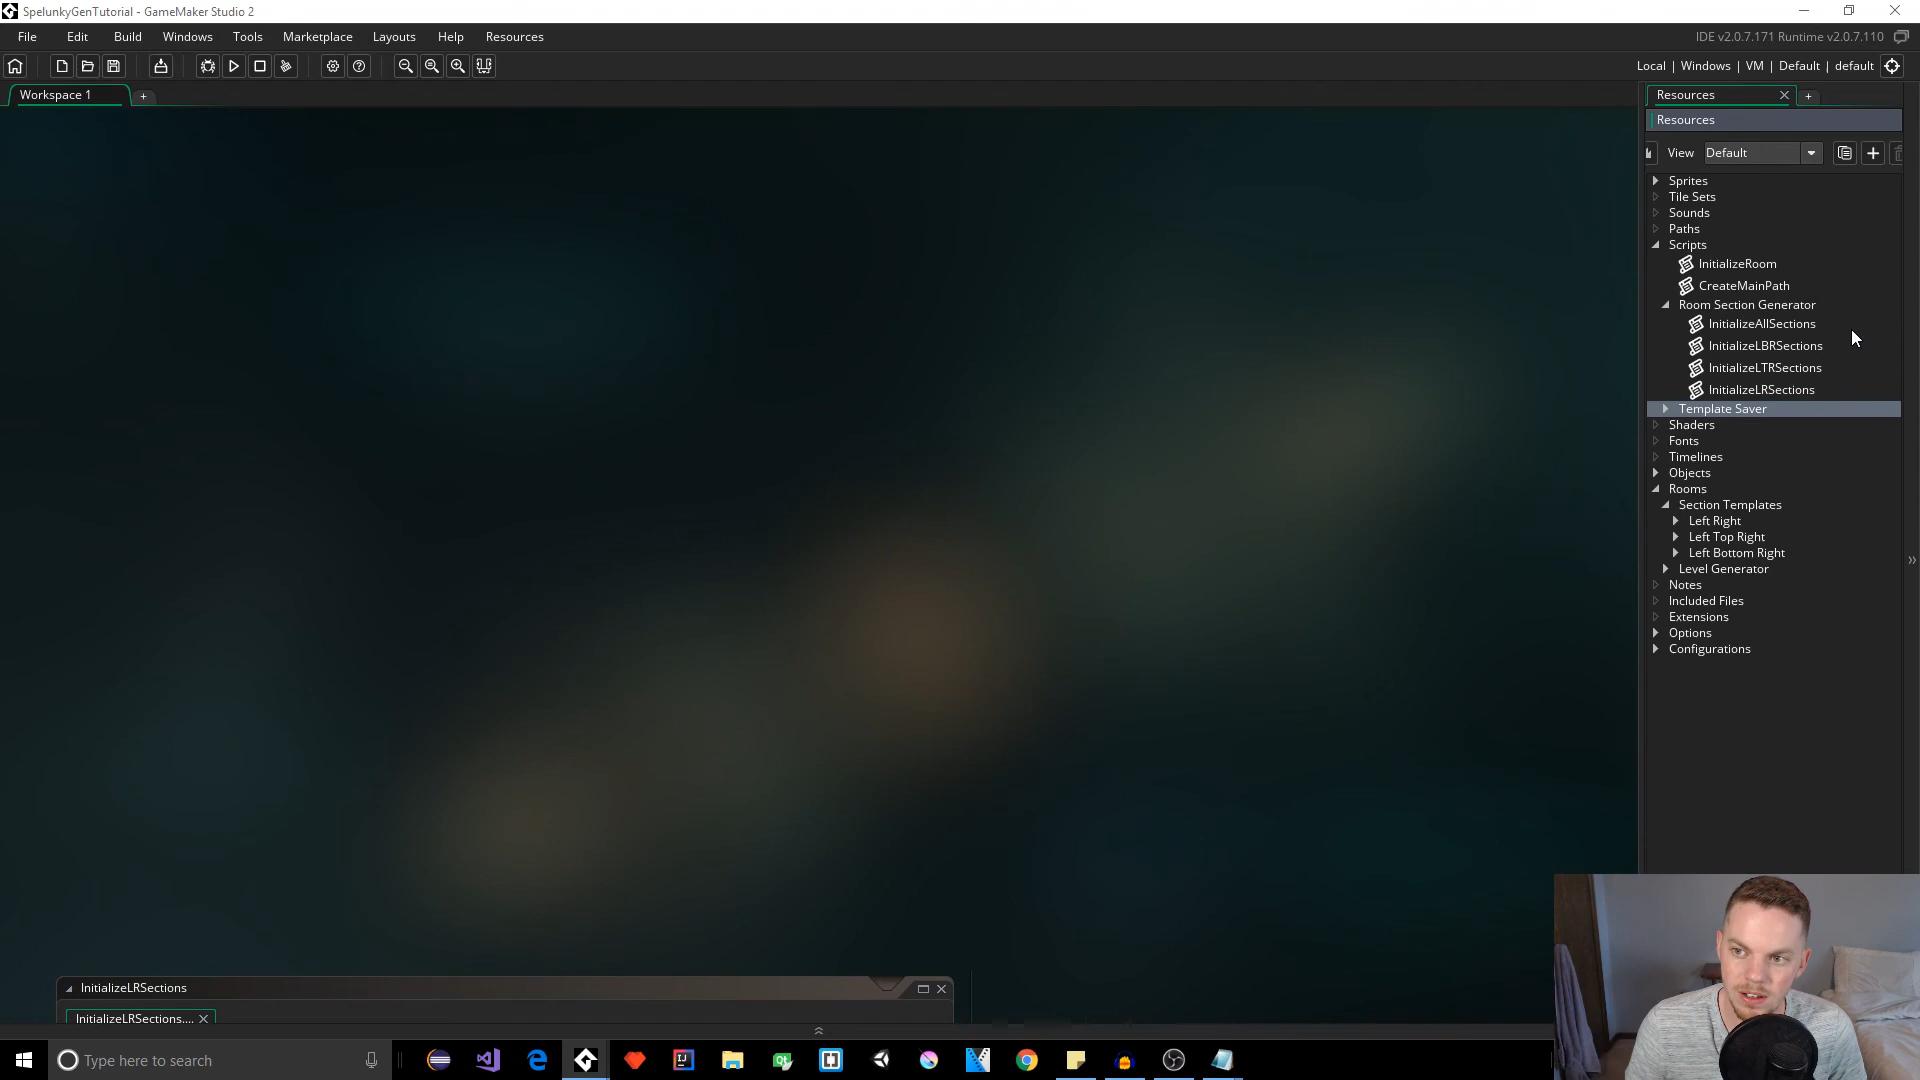 SpelunkyGenTutorial - GameMaker Studio 2
File Edit Build Windows Tools Marketplace Layouts Help Resources
IDE v2.0.7.171 Runtime v2.0.7.110
Local | Windows | VM | Default | default
Workspace 1
Resources
Resources
View Default
Sprites
Tile Sets
Sounds
Paths
Scripts
InitializeRoom
CreateMainPath
Room Section Generator
InitializeAllSections
InitializeLBRSections
InitializeLTRSections
InitializeLRSections
Template Saver
Shaders
Fonts
Timelines
Objects
Rooms
Section Templates
Left Right
Left Top Right
Left Bottom Right
Level Generator
Notes
Included Files
Extensions
Options
Configurations
InitializeLRSections
InitializeLRSections....
Type here to search